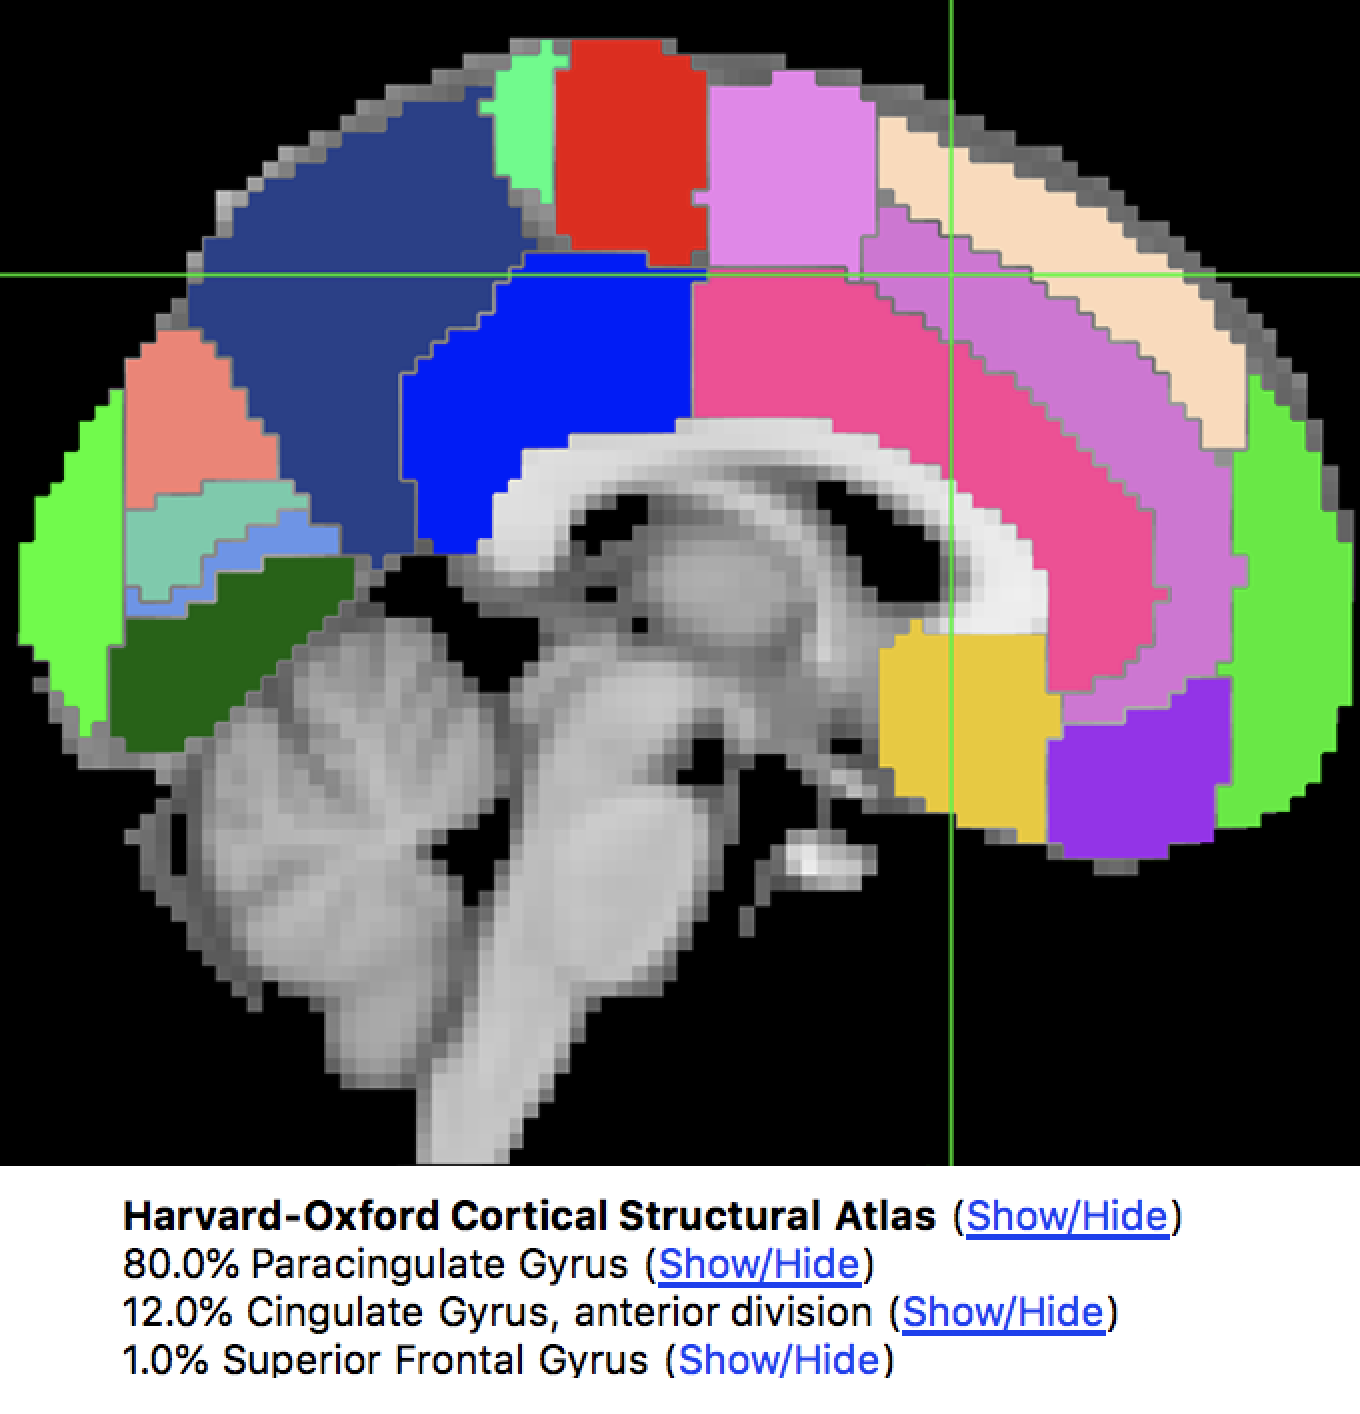 Harvard-Oxford Cortical Structural Atlas (Show/Hide)
80.0% Paracingulate Gyrus (Show/Hide)
12.0% Cingulate Gyrus, anterior division (Show/Hide)
1.0% Superior Frontal Gyrus (Show/Hide)